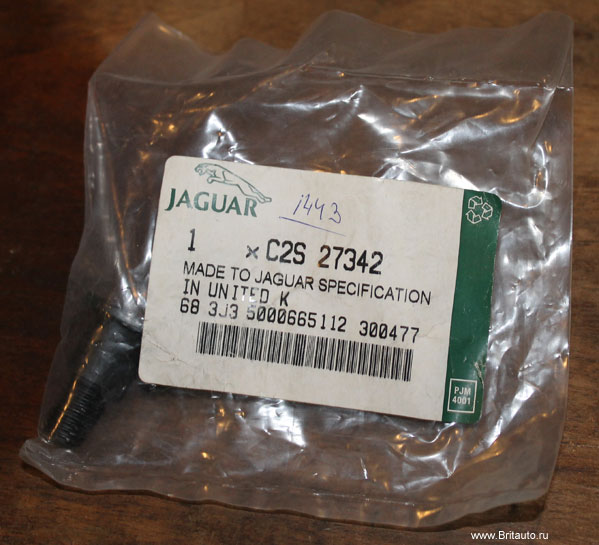 JAGUAR
1443
1 × C2S 27342
MADE TO JAGUAR SPECIFICATION
IN UNITED K
68 3J3 5000665112 300477
PJM
4001
www.Britauto.ru